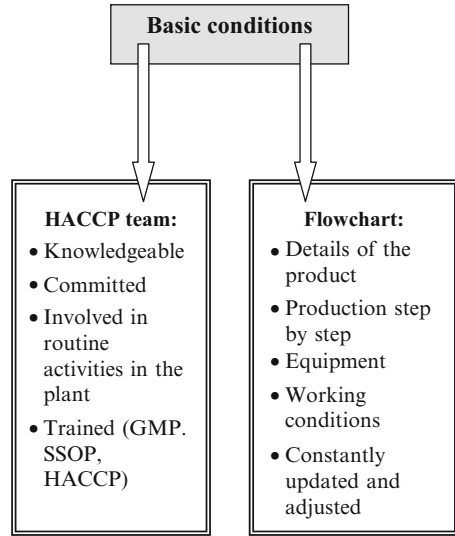 Basic conditions
HACCP team:
• Knowledgeable
• Committed
• Involved in
routine
activities in the
plant
• Trained (GMP.
SSOP,
HACCP)
Flowchart:
• Details of the
product
• Production step
by step
• Equipment
• Working
conditions
• Constantly
updated and
adjusted